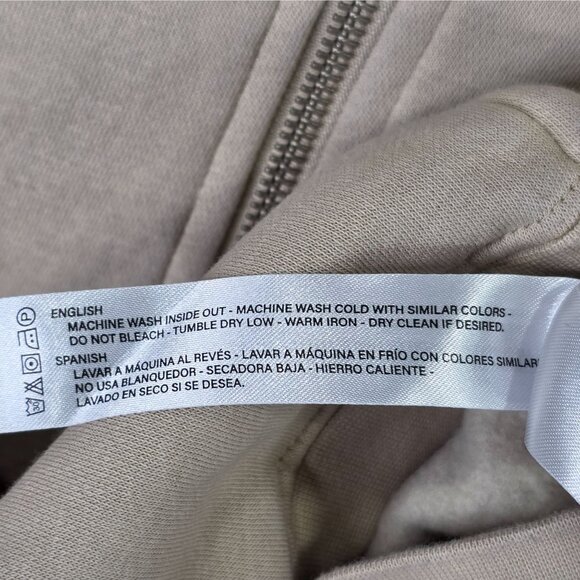 ENGLISH
MACHINE WASH INSIDE OUT - MACHINE WASH COLD WITH SIMILAR COLORS -
DO NOT BLEACH - TUMBLE DRY LOW - WARM IRON - DRY CLEAN IF DESIRED.
SPANISH
LAVAR A MÁQUINA AL REVÉS - LAVAR A MÁQUINA EN FRÍO CON COLORES SIMILAR
NO USA BLANQUEDOR - SECADORA BAJA - HIERRO CALIENTE -
LAVADO EN SECO SI SE DESEA.
P
30